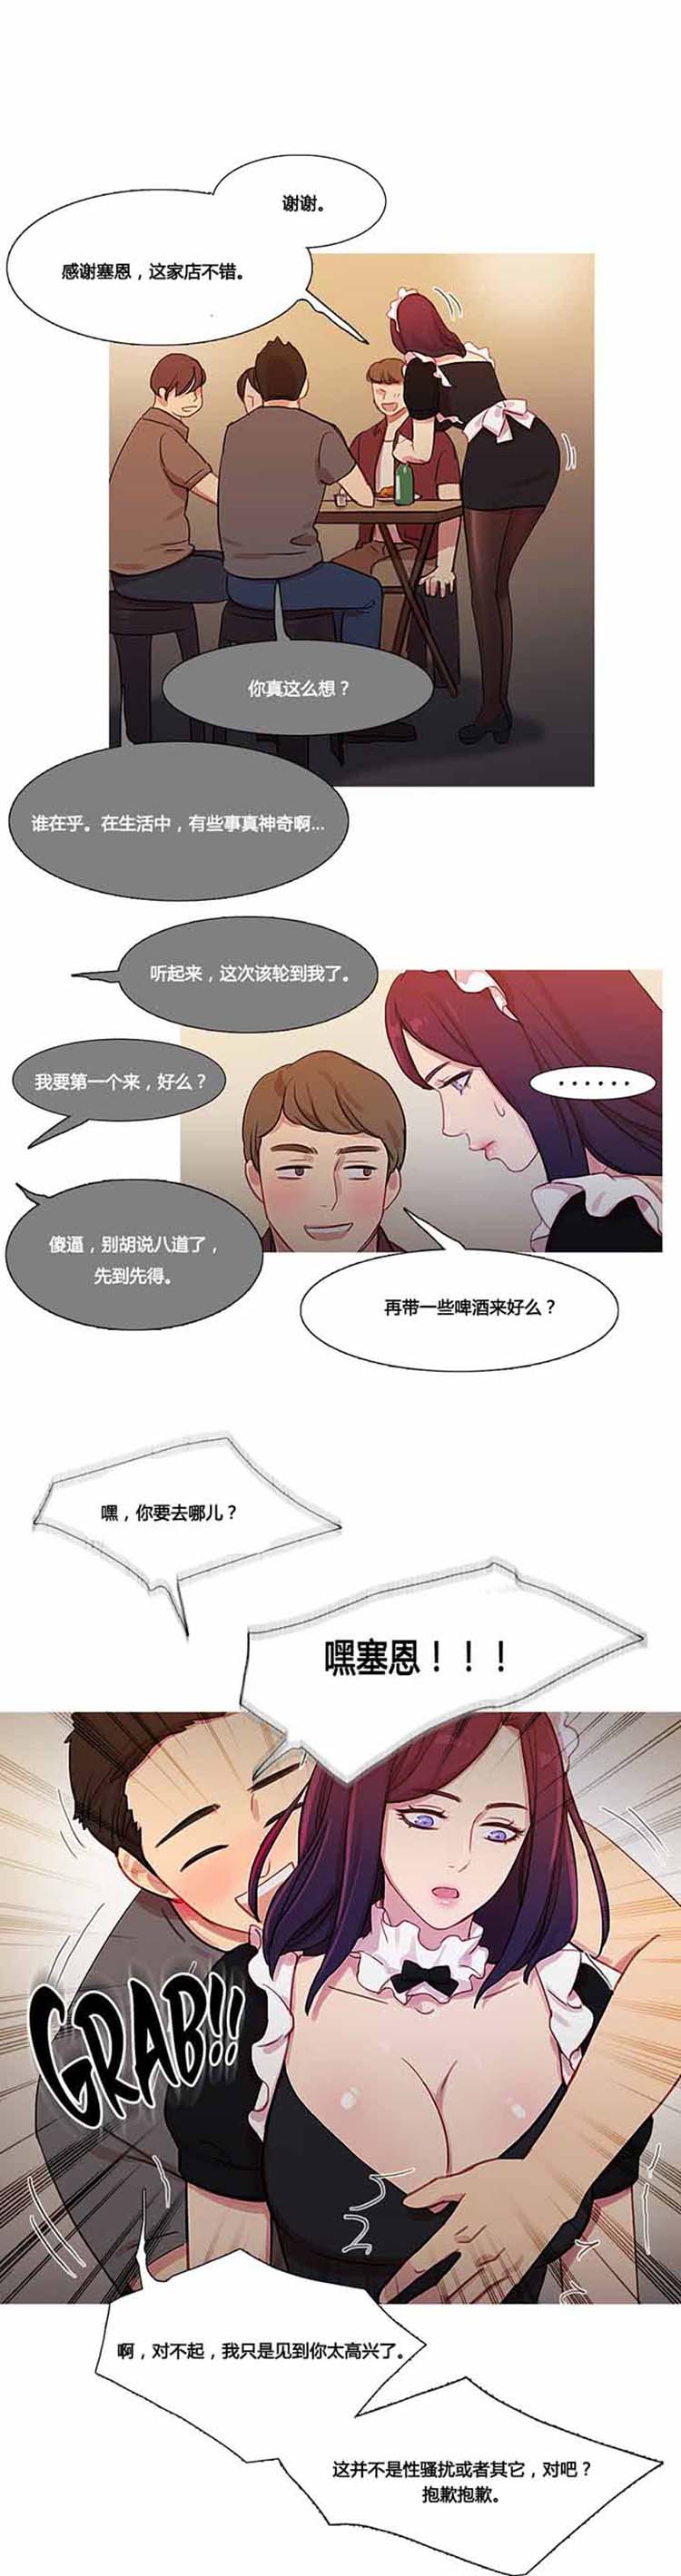 谢谢。
感谢塞恩，这家店不错。
你真这么想？
谁在乎。在生活中，有些事真神奇啊...
听起来，这次该轮到我了。
······
我要第一个来，好么？
傻逼，别胡说八道了，
先到先得。
再带一些啤酒来好么？
嘿，你要去哪儿？
嘿塞恩！！！
GRAB!!
啊，对不起，我只是见到你太高兴了。
这并不是性骚扰或者其它，对吧？
抱歉抱歉。